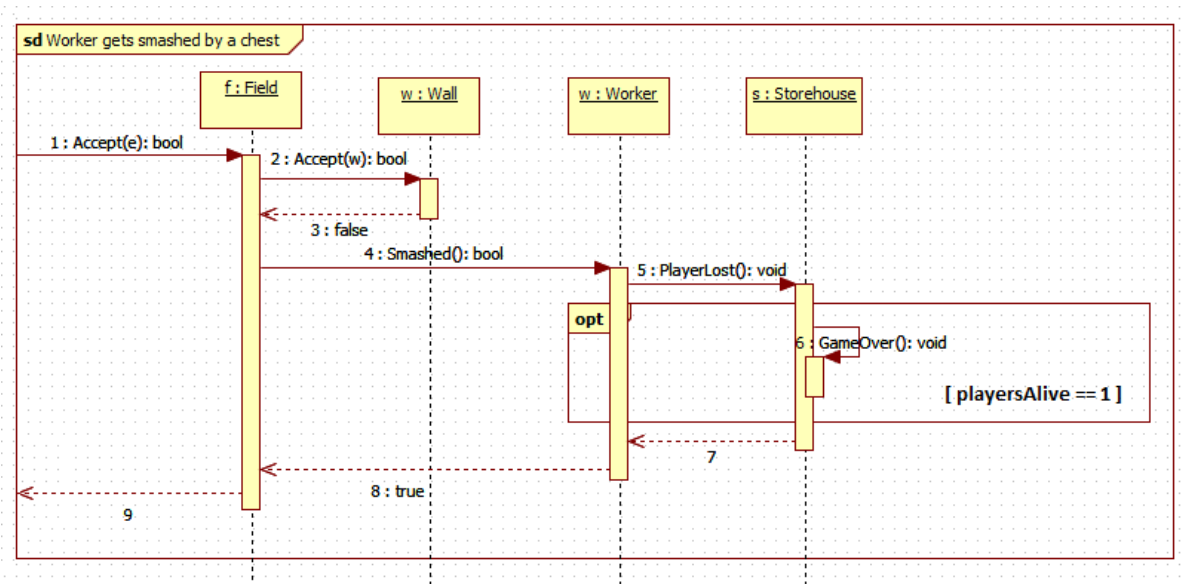 sd Worker gets smashed by a chest
f : Field
w : Wall
w : Worker
s : Storehouse
1 : Accept(e): bool
2 : Accept(w): bool
3 : false
4 : Smashed(): bool
5 : PlayerLost(): void
opt
6 : GameOver(): void
[ playersAlive == 1 ]
7
8 : true
9